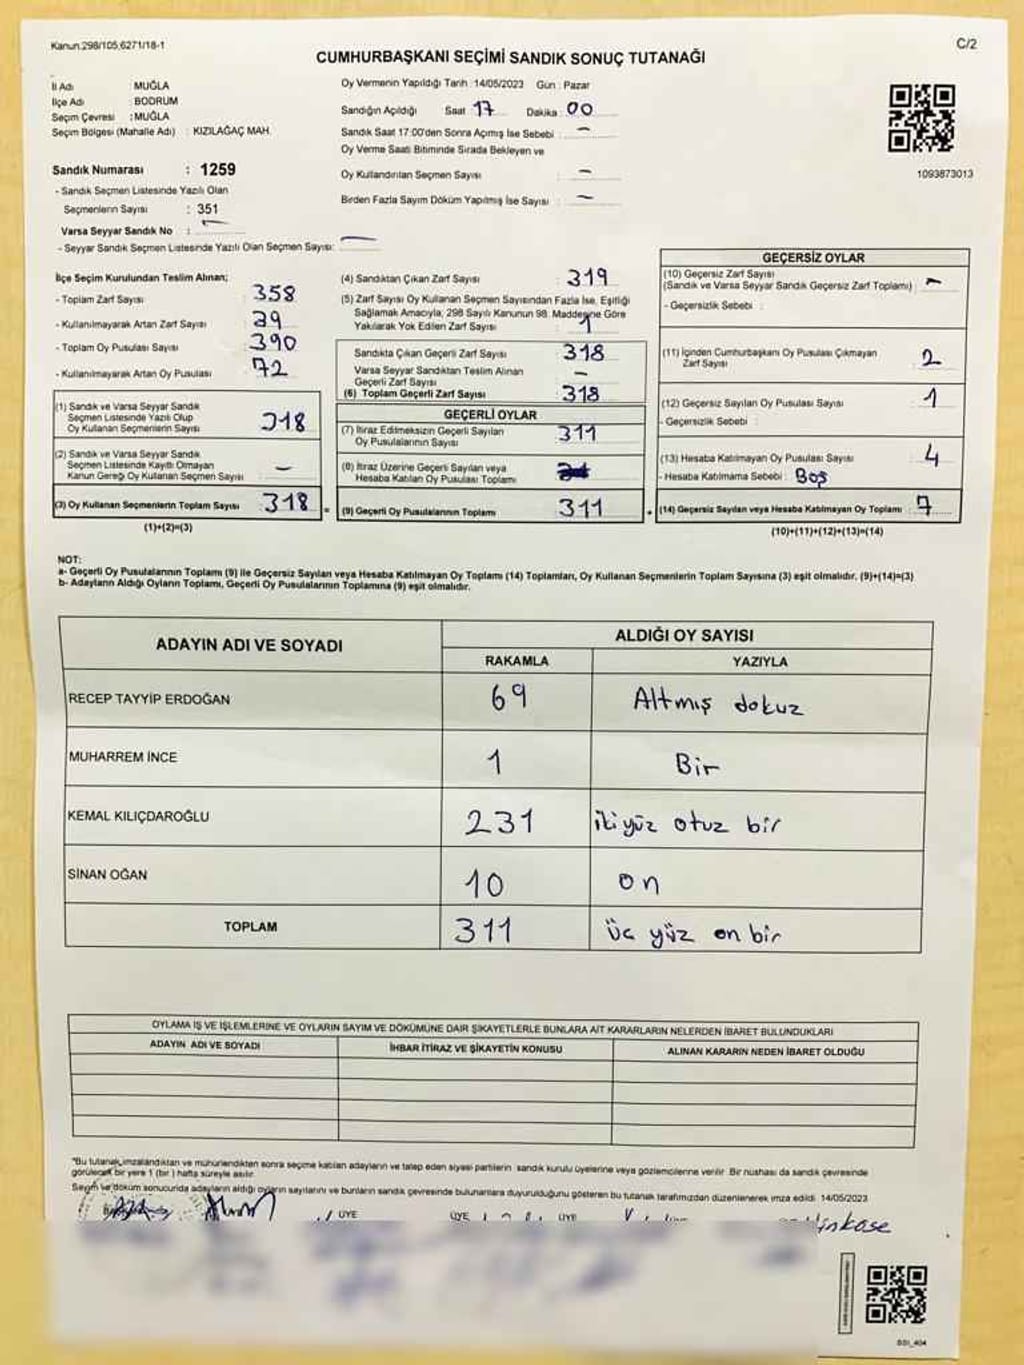 Kanun.298/105,6271/18-1
C/2
CUMHURBAŞKANI SEÇİMİ SANDIK SONUÇ TUTANAĞI
İl Adı : MUĞLA
İlçe Adı : BODRUM
Seçim Çevresi : MUĞLA
Seçim Bölgesi (Mahalle Adı) : KIZILAĞAÇ MAH.
Sandık Numarası : 1259
- Sandık Seçmen Listesinde Yazılı Olan
Seçmenlerin Sayısı : 351
Varsa Seyyar Sandık No : —
- Seyyar Sandık Seçmen Listesinde Yazılı Olan Seçmen Sayısı: —
Oy Vermenin Yapıldığı Tarih : 14/05/2023 Gün : Pazar
Sandığın Açıldığı Saat 17 Dakika 00
Sandık Saat 17:00'den Sonra Açımış İse Sebebi : —
Oy Verme Saati Bitiminde Sırada Bekleyen ve
Oy Kullandırılan Seçmen Sayısı : —
Birden Fazla Sayım Döküm Yapılmış İse Sayısı : —
1093873013
İlçe Seçim Kurulundan Teslim Alınan;
- Toplam Zarf Sayısı : 358
- Kullanılmayarak Artan Zarf Sayısı : 39
- Toplam Oy Pusulası Sayısı : 390
- Kullanılmayarak Artan Oy Pusulası : 72
(1) Sandık ve Varsa Seyyar Sandık
Seçmen Listesinde Yazılı Olup
Oy Kullanan Seçmenlerin Sayısı : 318
(2) Sandık ve Varsa Seyyar Sandık
Seçmen Listesinde Kayıtlı Olmayan
Kanun Gereği Oy Kullanan Seçmen Sayısı : —
(3) Oy Kullanan Seçmenlerin Toplam Sayısı : 318
(1)+(2)=(3)
(4) Sandıktan Çıkan Zarf Sayısı : 319
(5) Zarf Sayısı Oy Kullanan Seçmen Sayısından Fazla İse, Eşitliği
Sağlamak Amacıyla; 298 Sayılı Kanunun 98. Maddesine Göre
Yakılarak Yok Edilen Zarf Sayısı : 1
Sandıkta Çıkan Geçerli Zarf Sayısı : 318
Varsa Seyyar Sandıktan Teslim Alınan
Geçerli Zarf Sayısı : —
(6) Toplam Geçerli Zarf Sayısı : 318
GEÇERLİ OYLAR
(7) İtiraz Edilmeksizin Geçerli Sayılan
Oy Pusulalarının Sayısı : 311
(8) İtiraz Üzerine Geçerli Sayılan veya
Hesaba Katılan Oy Pusulası Toplamı :
(9) Geçerli Oy Pusulalarının Toplamı : 311
GEÇERSİZ OYLAR
(10) Geçersiz Zarf Sayısı
(Sandık ve Varsa Seyyar Sandık Geçersiz Zarf Toplamı) : —
- Geçersizlik Sebebi :
(11) İçinden Cumhurbaşkanı Oy Pusulası Çıkmayan
Zarf Sayısı : 2
(12) Geçersiz Sayılan Oy Pusulası Sayısı : 1
- Geçersizlik Sebebi :
(13) Hesaba Katılmayan Oy Pusulası Sayısı : 4
- Hesaba Katılmama Sebebi : Boş
(14) Geçersiz Sayılan veya Hesaba Katılmayan Oy Toplamı : 7
(10)+(11)+(12)+(13)=(14)
NOT:
a- Geçerli Oy Pusulalarının Toplamı (9) ile Geçersiz Sayılan veya Hesaba Katılmayan Oy Toplamı (14) Toplamları, Oy Kullanan Seçmenlerin Toplam Sayısına (3) eşit olmalıdır. (9)+(14)=(3)
b- Adayların Aldığı Oyların Toplamı, Geçerli Oy Pusulalarının Toplamına (9) eşit olmalıdır.
ADAYIN ADI VE SOYADI ALDIĞI OY SAYISI
RAKAMLA YAZIYLA
RECEP TAYYİP ERDOĞAN 69 Altmış dokuz
MUHARREM İNCE 1 Bir
KEMAL KILIÇDAROĞLU 231 ikiyüz otuz bir
SİNAN OĞAN 10 on
TOPLAM 311 Üç yüz on bir
OYLAMA İŞ VE İŞLEMLERİNE VE OYLARIN SAYIM VE DÖKÜMÜNE DAİR ŞİKAYETLERLE BUNLARA AİT KARARLARIN NELERDEN İBARET BULUNDUKLARI
ADAYIN ADI VE SOYADI İHBAR İTİRAZ VE ŞİKAYETİN KONUSU ALINAN KARARIN NEDEN İBARET OLDUĞU
"Bu tutanak,imzalandıktan ve mühürlendikten sonra seçime katılan adayların ve talep eden siyasi partilerin sandık kurulu üyelerine veya gözlemcilerine verilir. Bir nüshası da sandık çevresinde
görülecek bir yere 1 (bir) hafta süreyle asılır.
Sayım ve döküm sonucunda adayların aldığı oyların sayılarını ve bunların sandık çevresinde bulunanlara duyurulduğunu gösteren bu tutanak tarafımızdan düzenlenerek imza edildi. 14/05/2023
ÜYE ÜYE ÜYE